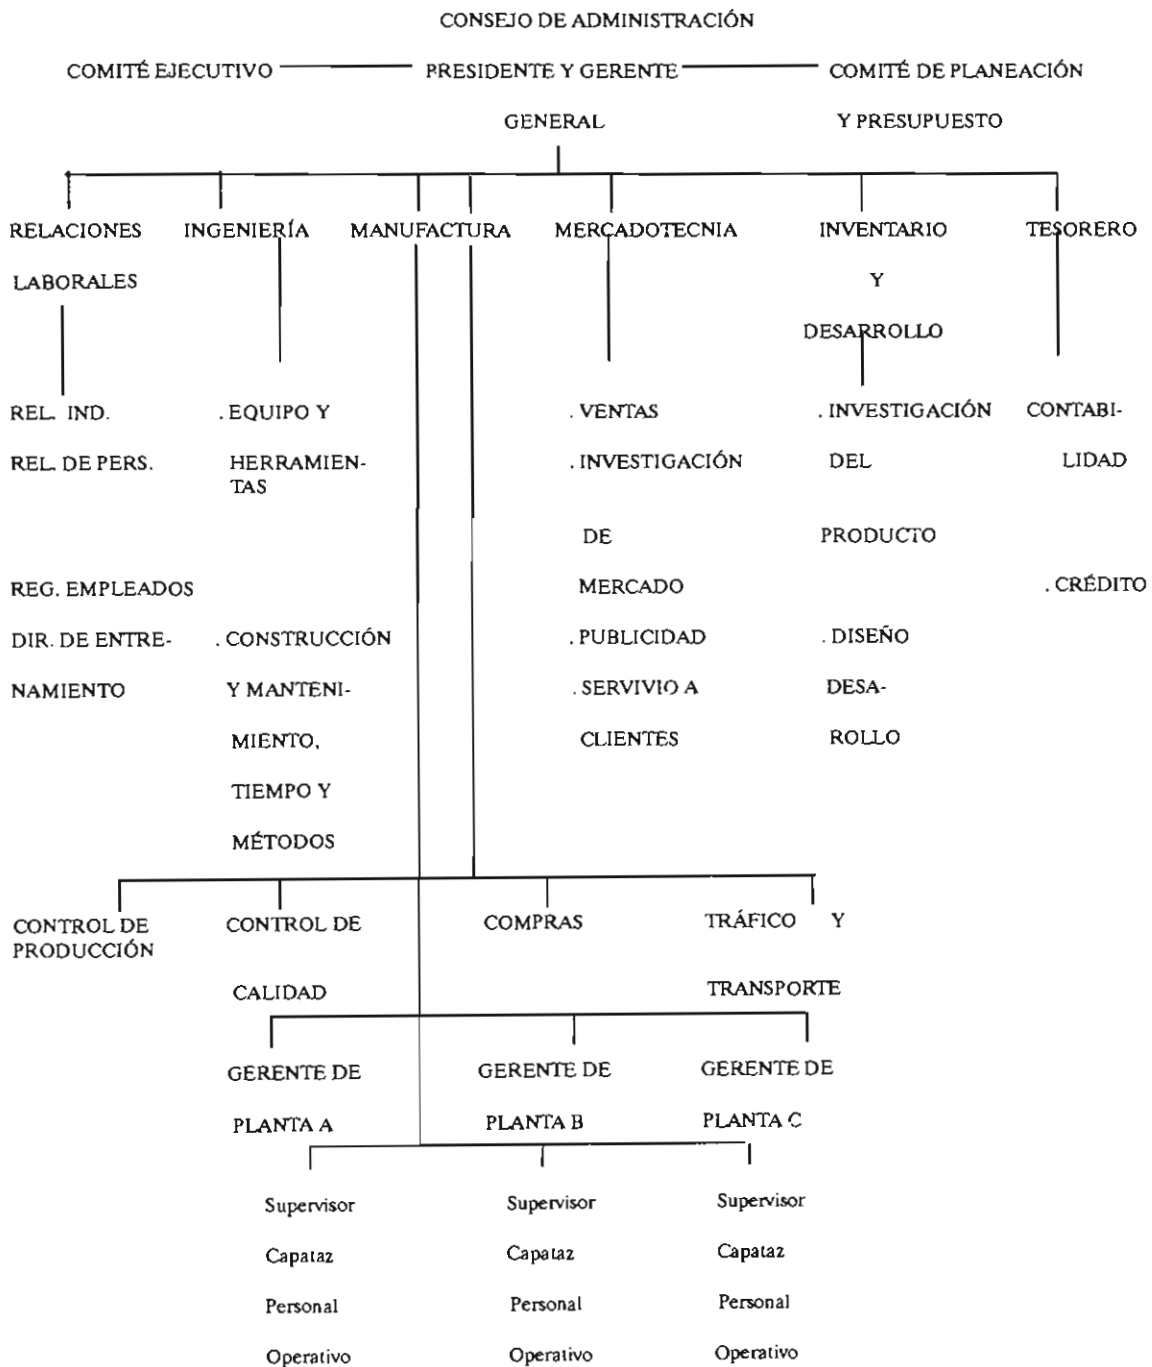 CONSEJO DE ADMINISTRACIÓN
COMITÉ EJECUTIVO PRESIDENTE Y GERENTE COMITÉ DE PLANEACIÓN
GENERAL Y PRESUPUESTO
RELACIONES INGENIERÍA MANUFACTURA MERCADOTECNIA INVENTARIO TESORERO
LABORALES Y
DESARROLLO
REL. IND. . EQUIPO Y . VENTAS . INVESTIGACIÓN CONTABI-
REL. DE PERS. HERRAMIEN- . INVESTIGACIÓN DEL LIDAD
TAS
DE PRODUCTO
REG. EMPLEADOS MERCADO . CRÉDITO
DIR. DE ENTRE- . CONSTRUCCIÓN . PUBLICIDAD . DISEÑO
NAMIENTO Y MANTENI- . SERVIVIO A DESA-
MIENTO, CLIENTES ROLLO
TIEMPO Y
MÉTODOS
CONTROL DE CONTROL DE COMPRAS TRÁFICO Y
PRODUCCIÓN
CALIDAD TRANSPORTE
GERENTE DE GERENTE DE GERENTE DE
PLANTA A PLANTA B PLANTA C
Supervisor Supervisor Supervisor
Capataz Capataz Capataz
Personal Personal Personal
Operativo Operativo Operativo